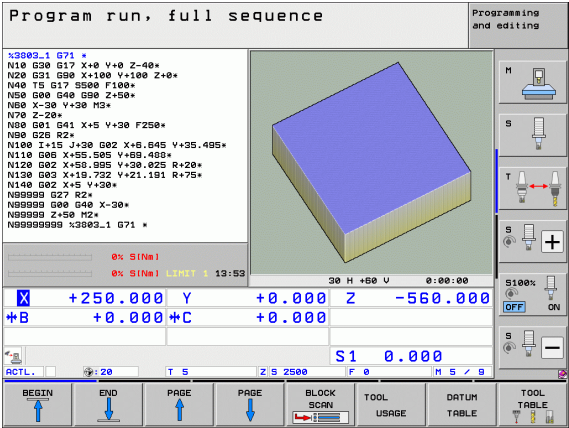 Program run, full sequence
Programming
and editing
%3803_1 G71 *
N10 G30 G17 X+0 Y+0 Z-40*
N20 G31 G90 X+100 Y+100 Z+0*
N40 T5 G17 S500 F100*
N50 G00 G40 G90 Z+50*
N60 X-30 Y+30 M3*
N70 Z-20*
N80 G01 G41 X+5 Y+30 F250*
N90 G26 R2*
N100 I+15 J+30 G02 X+6.645 Y+35.495*
N110 G06 X+55.505 Y+69.488*
N120 G02 X+58.995 Y+30.025 R+20*
N130 G03 X+19.732 Y+21.191 R+75*
N140 G02 X+5 Y+30*
N99999 G27 R2*
N99999 G00 G40 X-30*
N99999 Z+50 M2*
N99999999 %3803_1 G71 *
0% S[Nm]
0% S[Nm] LIMIT 1 13:53
30 H +60 V 0:00:00
M
S
T
S
S100%
OFF ON
S
X +250.000 Y +0.000 Z -560.000
B +0.000 C +0.000
S1 0.000
ACTL. : 20 T 5 Z S 2500 F 0 M 5 / 9
BEGIN
END
PAGE
PAGE
BLOCK
SCAN
TOOL
USAGE
DATUM
TABLE
TOOL
TABLE